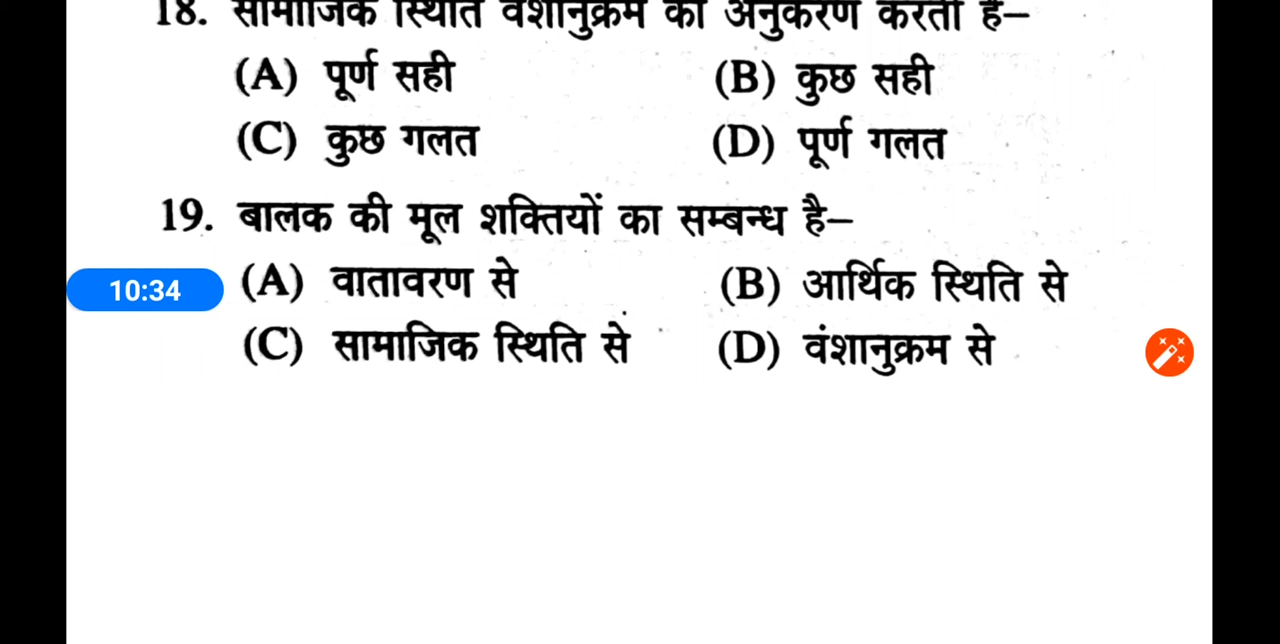 18. सामाजिक स्थिति वंशानुक्रम का अनुकरण करती है–
(A) पूर्ण सही (B) कुछ सही
(C) कुछ गलत (D) पूर्ण गलत
19. बालक की मूल शक्तियों का सम्बन्ध है–
10:34
(A) वातावरण से (B) आर्थिक स्थिति से
(C) सामाजिक स्थिति से (D) वंशानुक्रम से